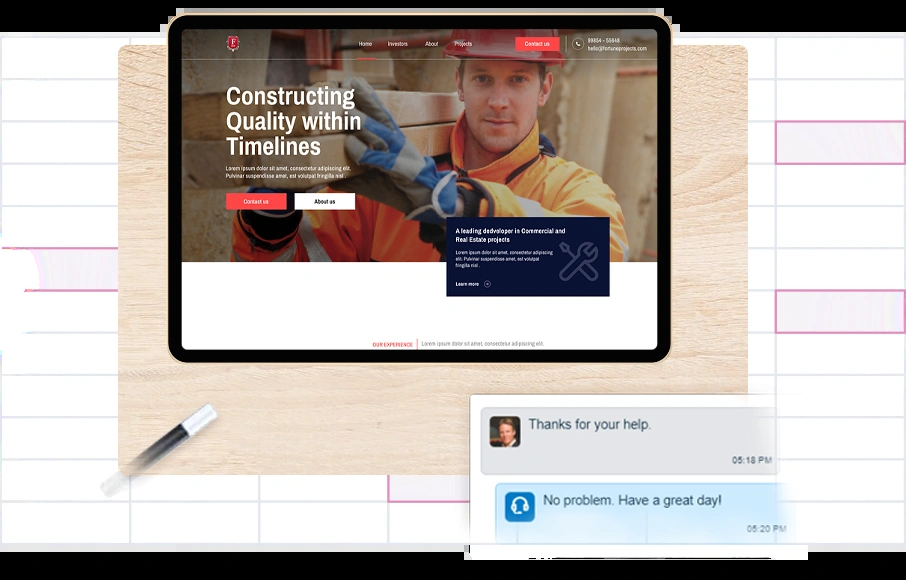 F
Home Investors About Projects Contact us
99854 - 55648
hello@fortuneprojects.com
Constructing
Quality within
Timelines
Lorem ipsum dolor sit amet, consectetur adipiscing elit.
Pulvinar suspendisse amet, est volutpat fringilla nisl .
Contact us About us
A leading dedveloper in Commercial and
Real Estate projects
Lorem ipsum dolor sit amet, consectetur adipiscing
elit. Pulvinar suspendisse amet, est volutpat
fringilla nisl .
Learn more
OUR EXPERIENCE Lorem ipsum dolor sit amet, consectetur adipiscing elit.
Thanks for your help.
05:18 PM
No problem. Have a great day!
05:20 PM